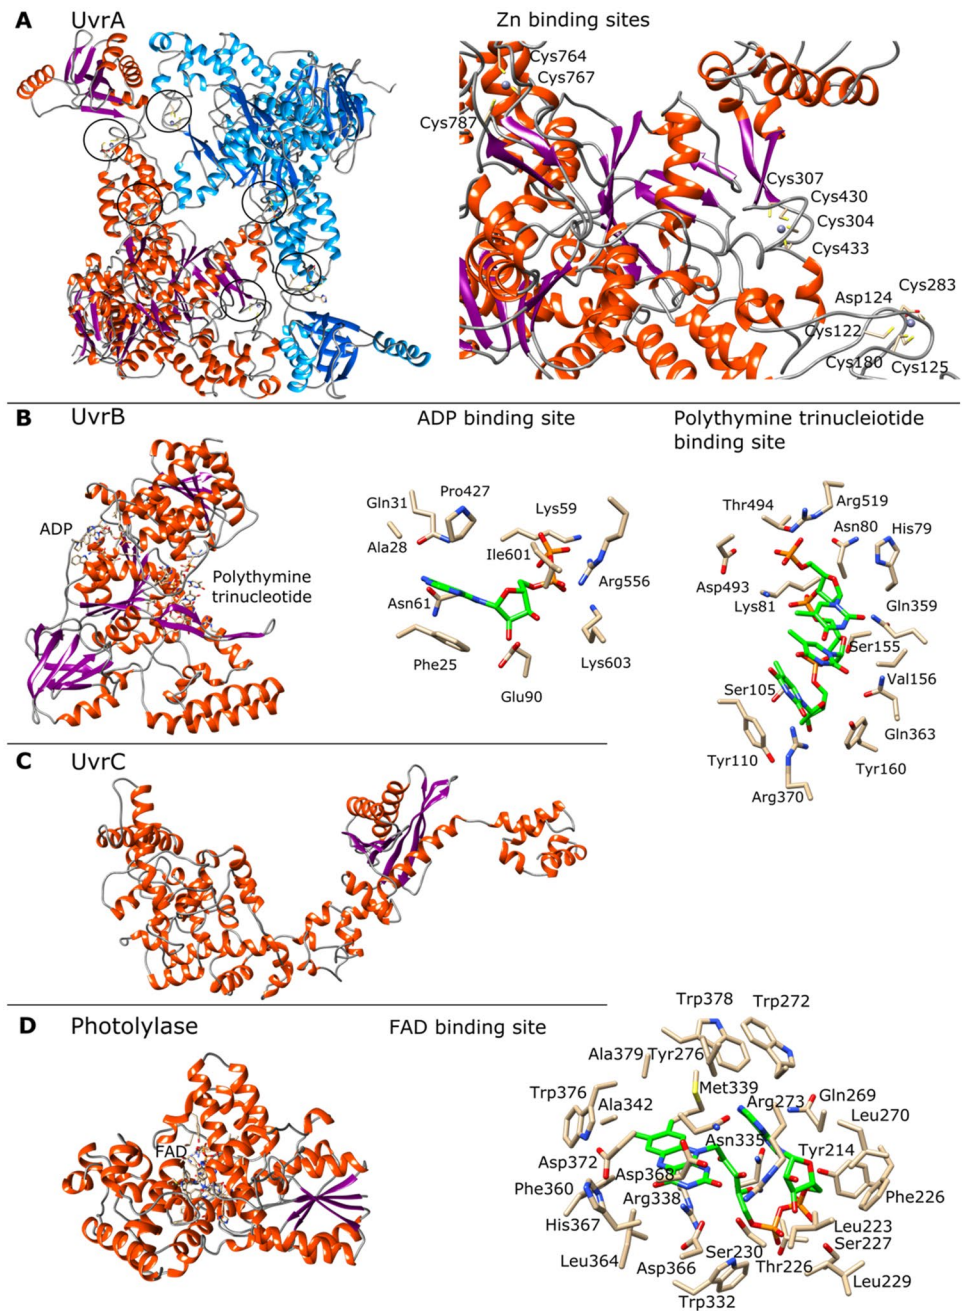 A UvrA
Zn binding sites
Cys764
Cys767
Cys787
Cys307
Cys430
Cys304
Cys433
Cys283
Asp124
Cys122
Cys180
Cys125
B UvrB
ADP binding site
Polythymine trinucleiotide
binding site
ADP
Polythymine
trinucleotide
Gln31
Pro427
Lys59
Ala28
Ile601
Arg556
Asn61
Phe25
Lys603
Glu90
Thr494
Arg519
Asn80
His79
Asp493
Lys81
Gln359
Ser155
Val156
Ser105
Gln363
Tyr110
Tyr160
Arg370
C UvrC
D Photolylase
FAD binding site
FAD
Trp378
Trp272
Ala379
Tyr276
Trp376
Met339
Arg273
Gln269
Ala342
Leu270
Asn335
Tyr214
Asp372
Asp368
Phe360
Arg338
Phe226
His367
Leu223
Ser227
Leu364
Asp366
Ser230
Thr226
Leu229
Trp332